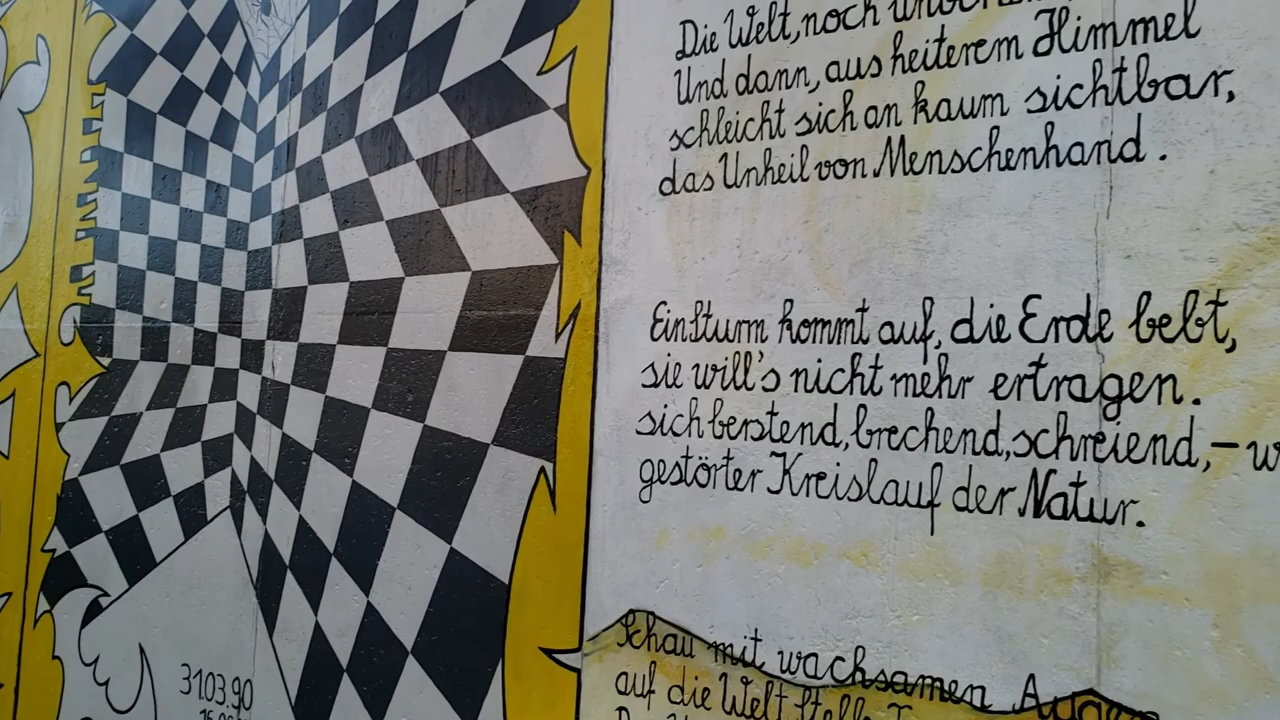 Die Welt, noch
Und dann, aus heiterem Himmel
schleicht sich an kaum sichtbar,
das Unheil von Menschenhand.
Ein Sturm kommt auf, die Erde bebt,
sie will's nicht mehr ertragen.
sich berstend, brechend, schreiend, –
gestörter Kreislauf der Natur.
Schau mit wachsamen Augen
auf die Welt
31.03.90